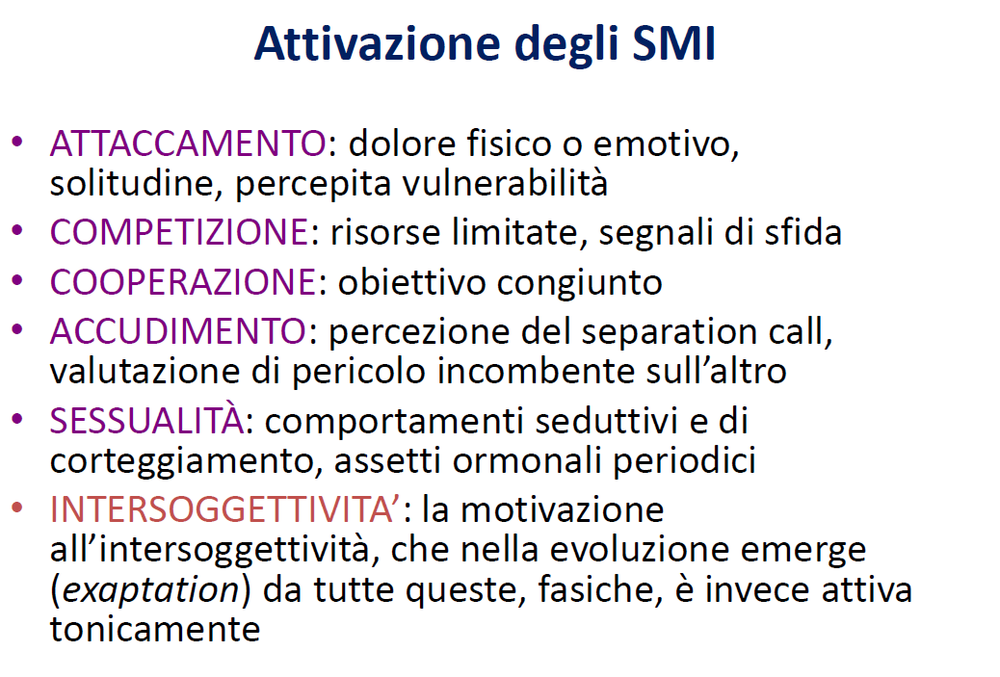 Attivazione degli SMI
• ATTACCAMENTO: dolore fisico o emotivo,
solitudine, percepita vulnerabilità
• COMPETIZIONE: risorse limitate, segnali di sfida
• COOPERAZIONE: obiettivo congiunto
• ACCUDIMENTO: percezione del separation call,
valutazione di pericolo incombente sull’altro
• SESSUALITÀ: comportamenti seduttivi e di
corteggiamento, assetti ormonali periodici
• INTERSOGGETTIVITA’: la motivazione
all’intersoggettività, che nella evoluzione emerge
(exaptation) da tutte queste, fasiche, è invece attiva
tonicamente